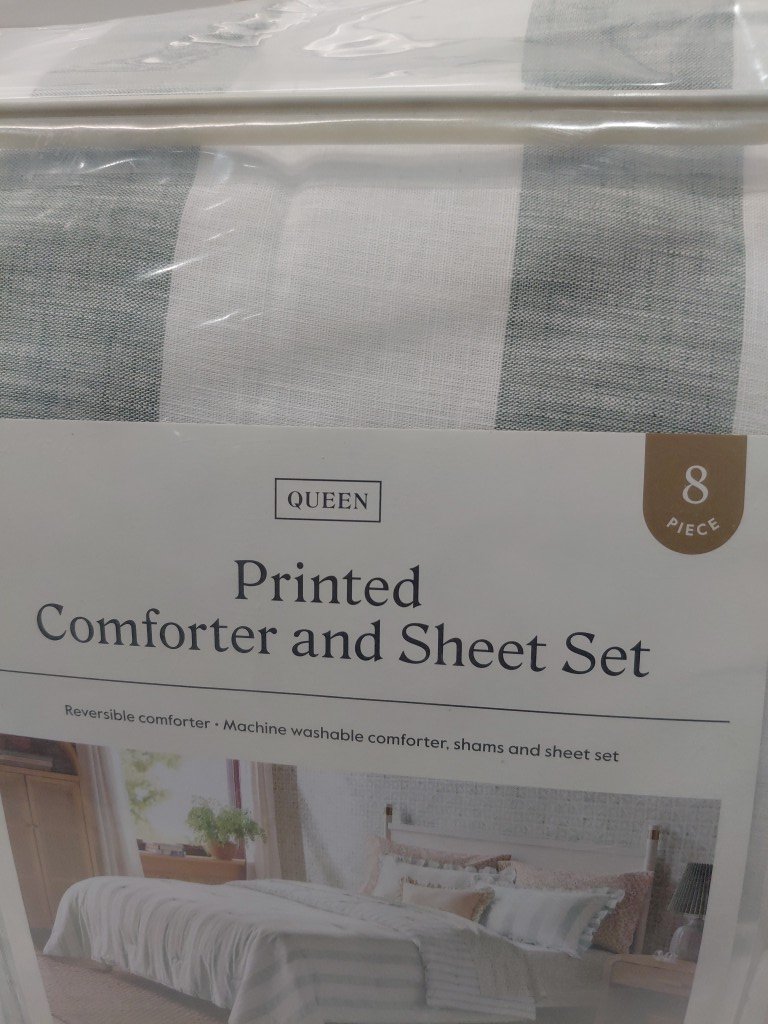 QUEEN
8
PIECE
Printed
Comforter and Sheet Set
Reversible comforter • Machine washable comforter, shams and sheet set